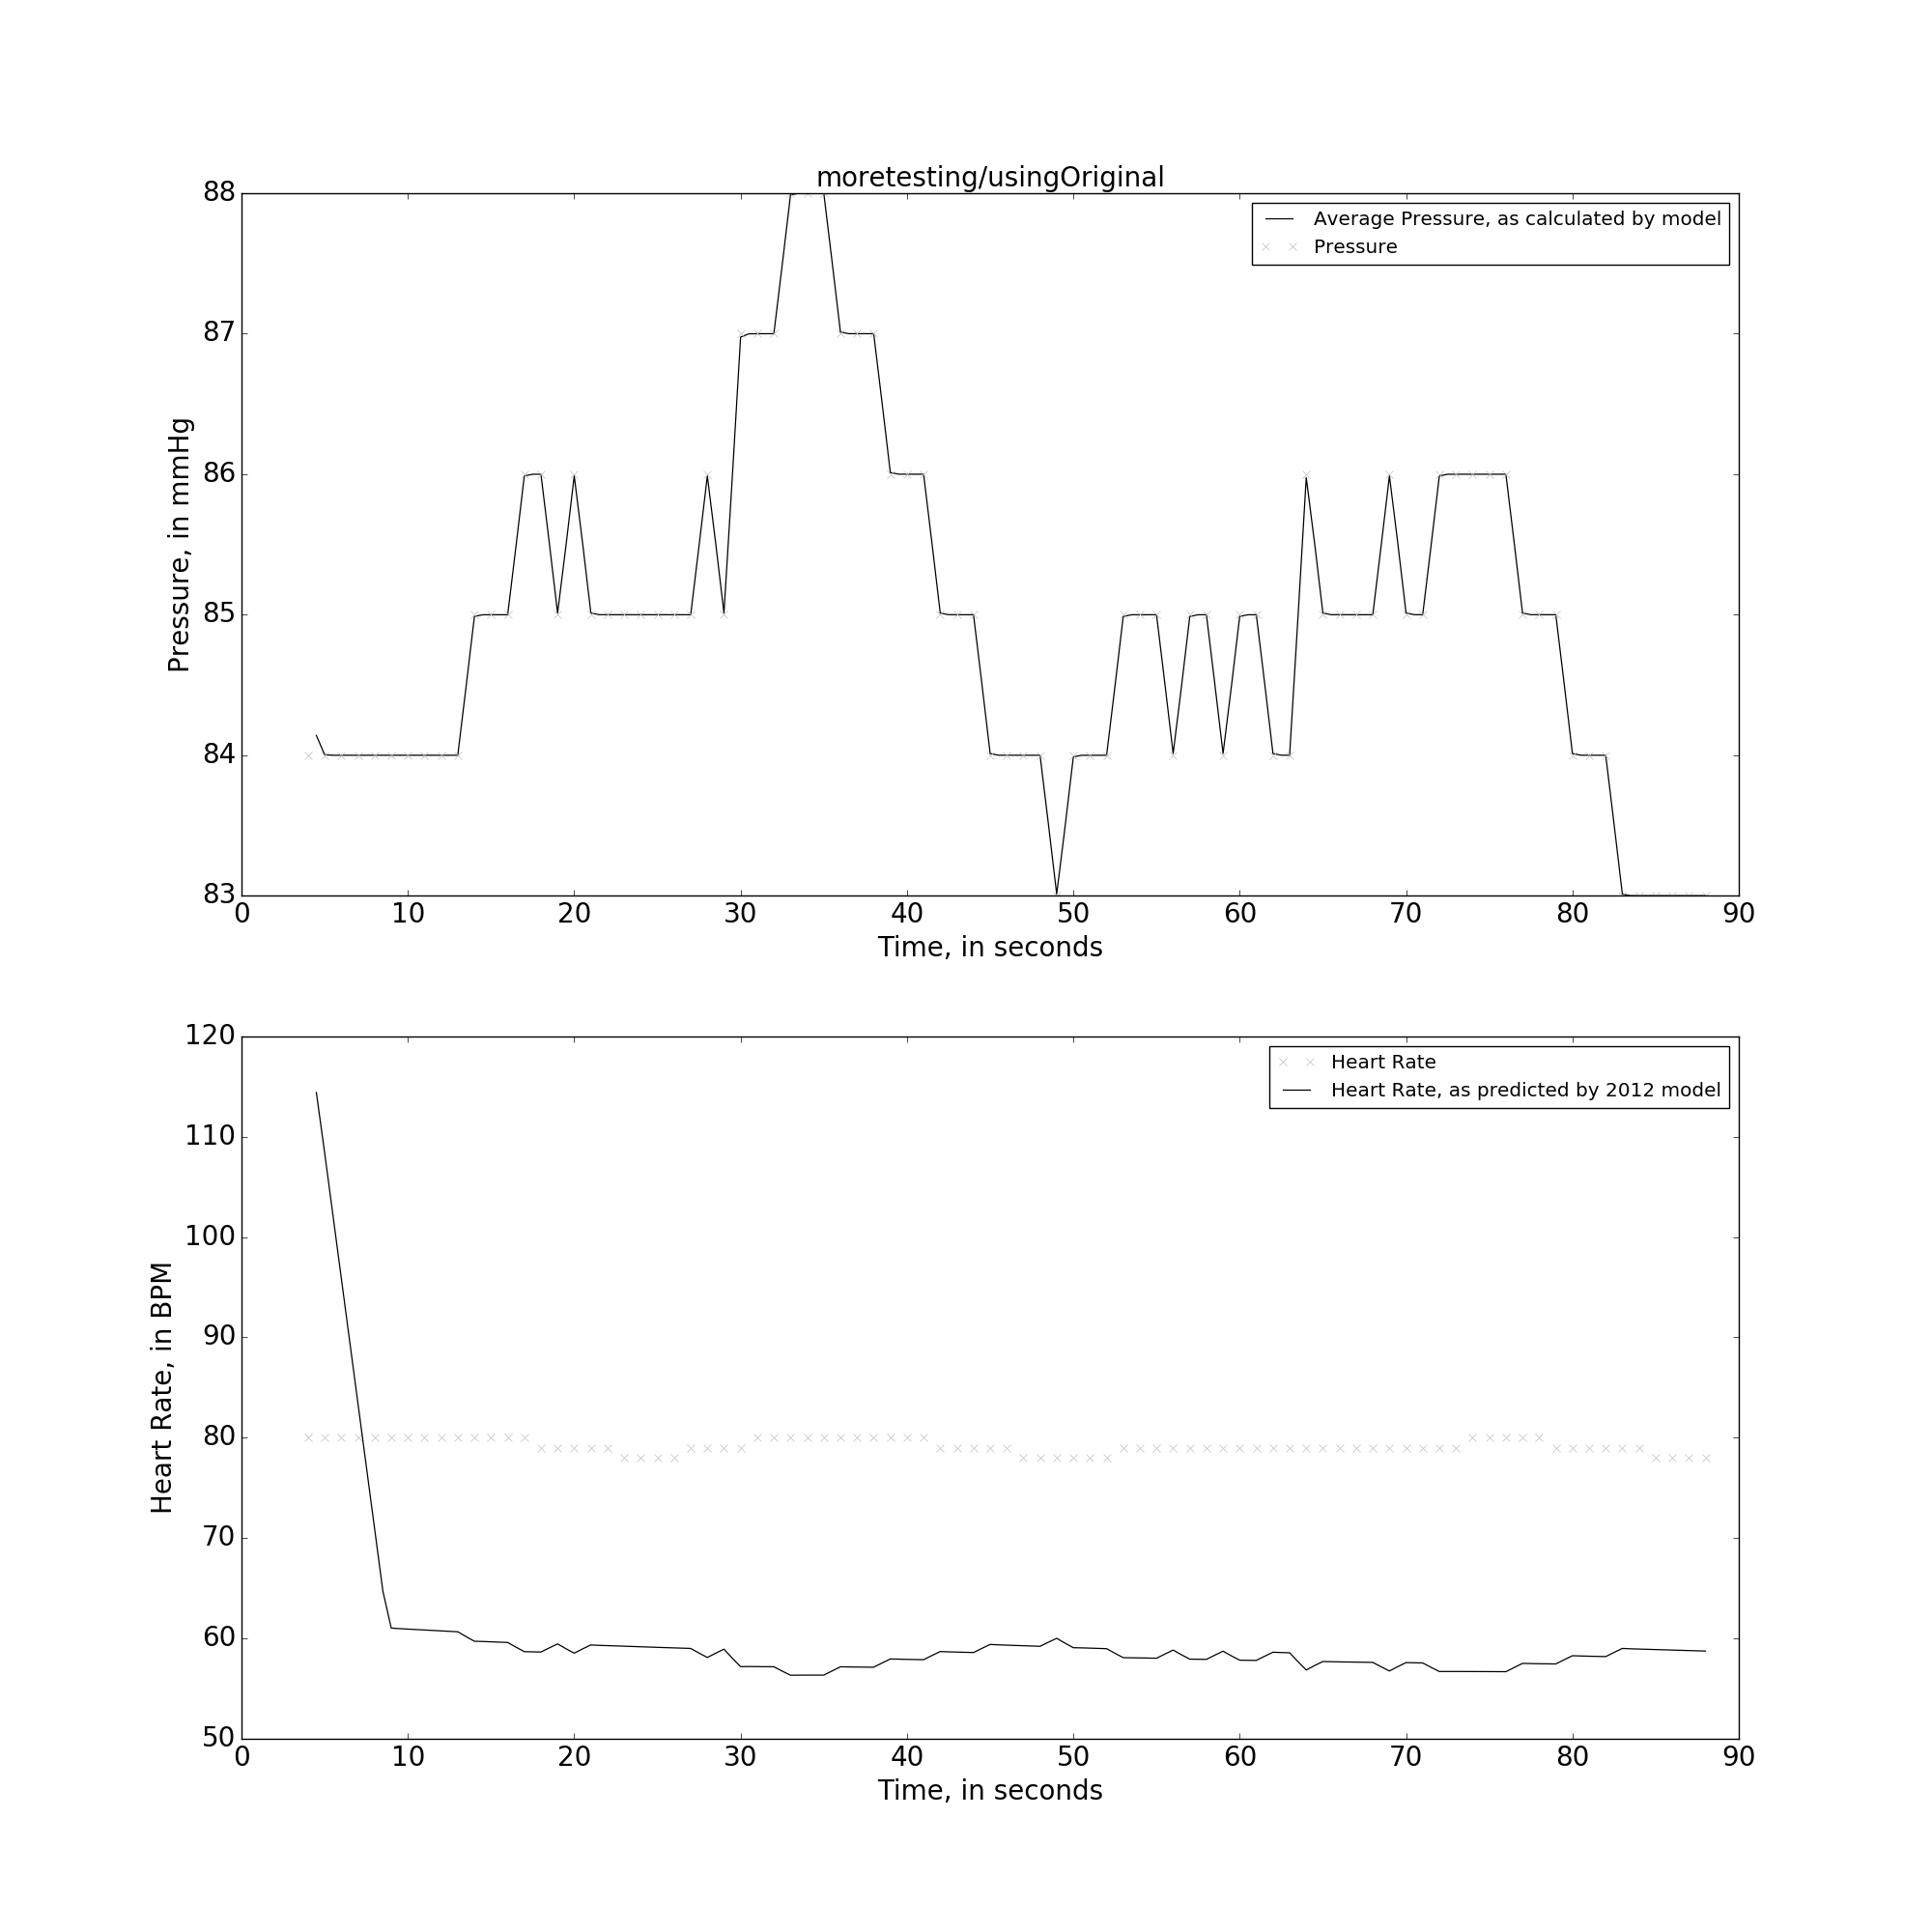 moretesting/usingOriginal
88
87
86
85
84
83
Pressure, in mmHg
Average Pressure, as calculated by model
Pressure
0 10 20 30 40 50 60 70 80 90
Time, in seconds
120
110
100
90
80
70
60
50
Heart Rate, in BPM
Heart Rate
Heart Rate, as predicted by 2012 model
0 10 20 30 40 50 60 70 80 90
Time, in seconds